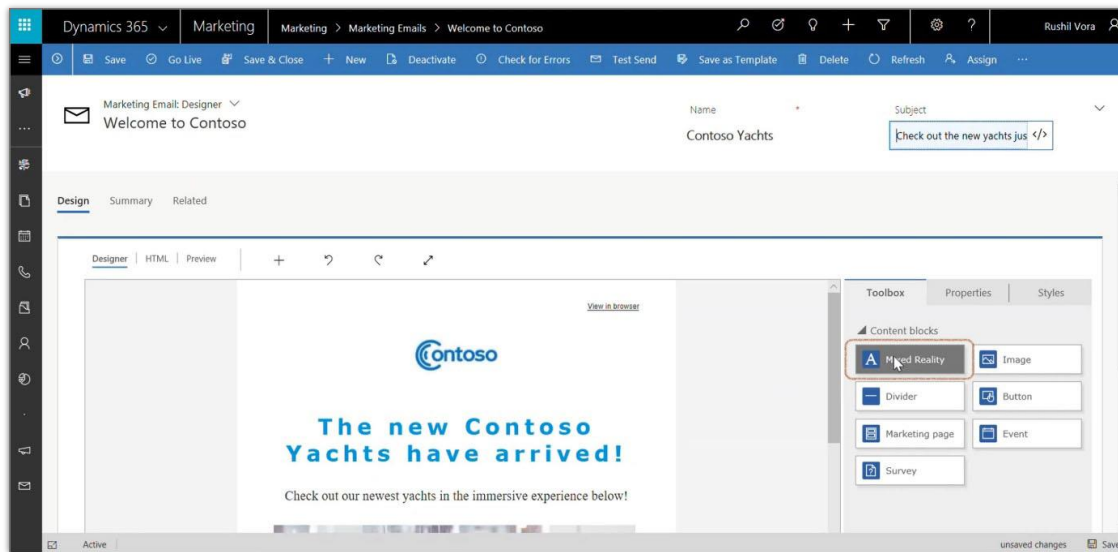 Dynamics 365 Marketing Marketing > Marketing Emails > Welcome to Contoso Rushil Vora
Save Go Live Save & Close + New Deactivate Check for Errors Test Send Save as Template Delete Refresh Assign ...
Marketing Email: Designer
Welcome to Contoso
Name * Subject
Contoso Yachts Check out the new yachts jus </>
Design Summary Related
Designer | HTML | Preview
Toolbox Properties | Styles
View in browser
Content blocks
Contoso
A Mixed Reality Image
Divider Button
The new Contoso
Yachts have arrived!
Marketing page Event
Survey
Check out our newest yachts in the immersive experience below!
Active unsaved changes Save